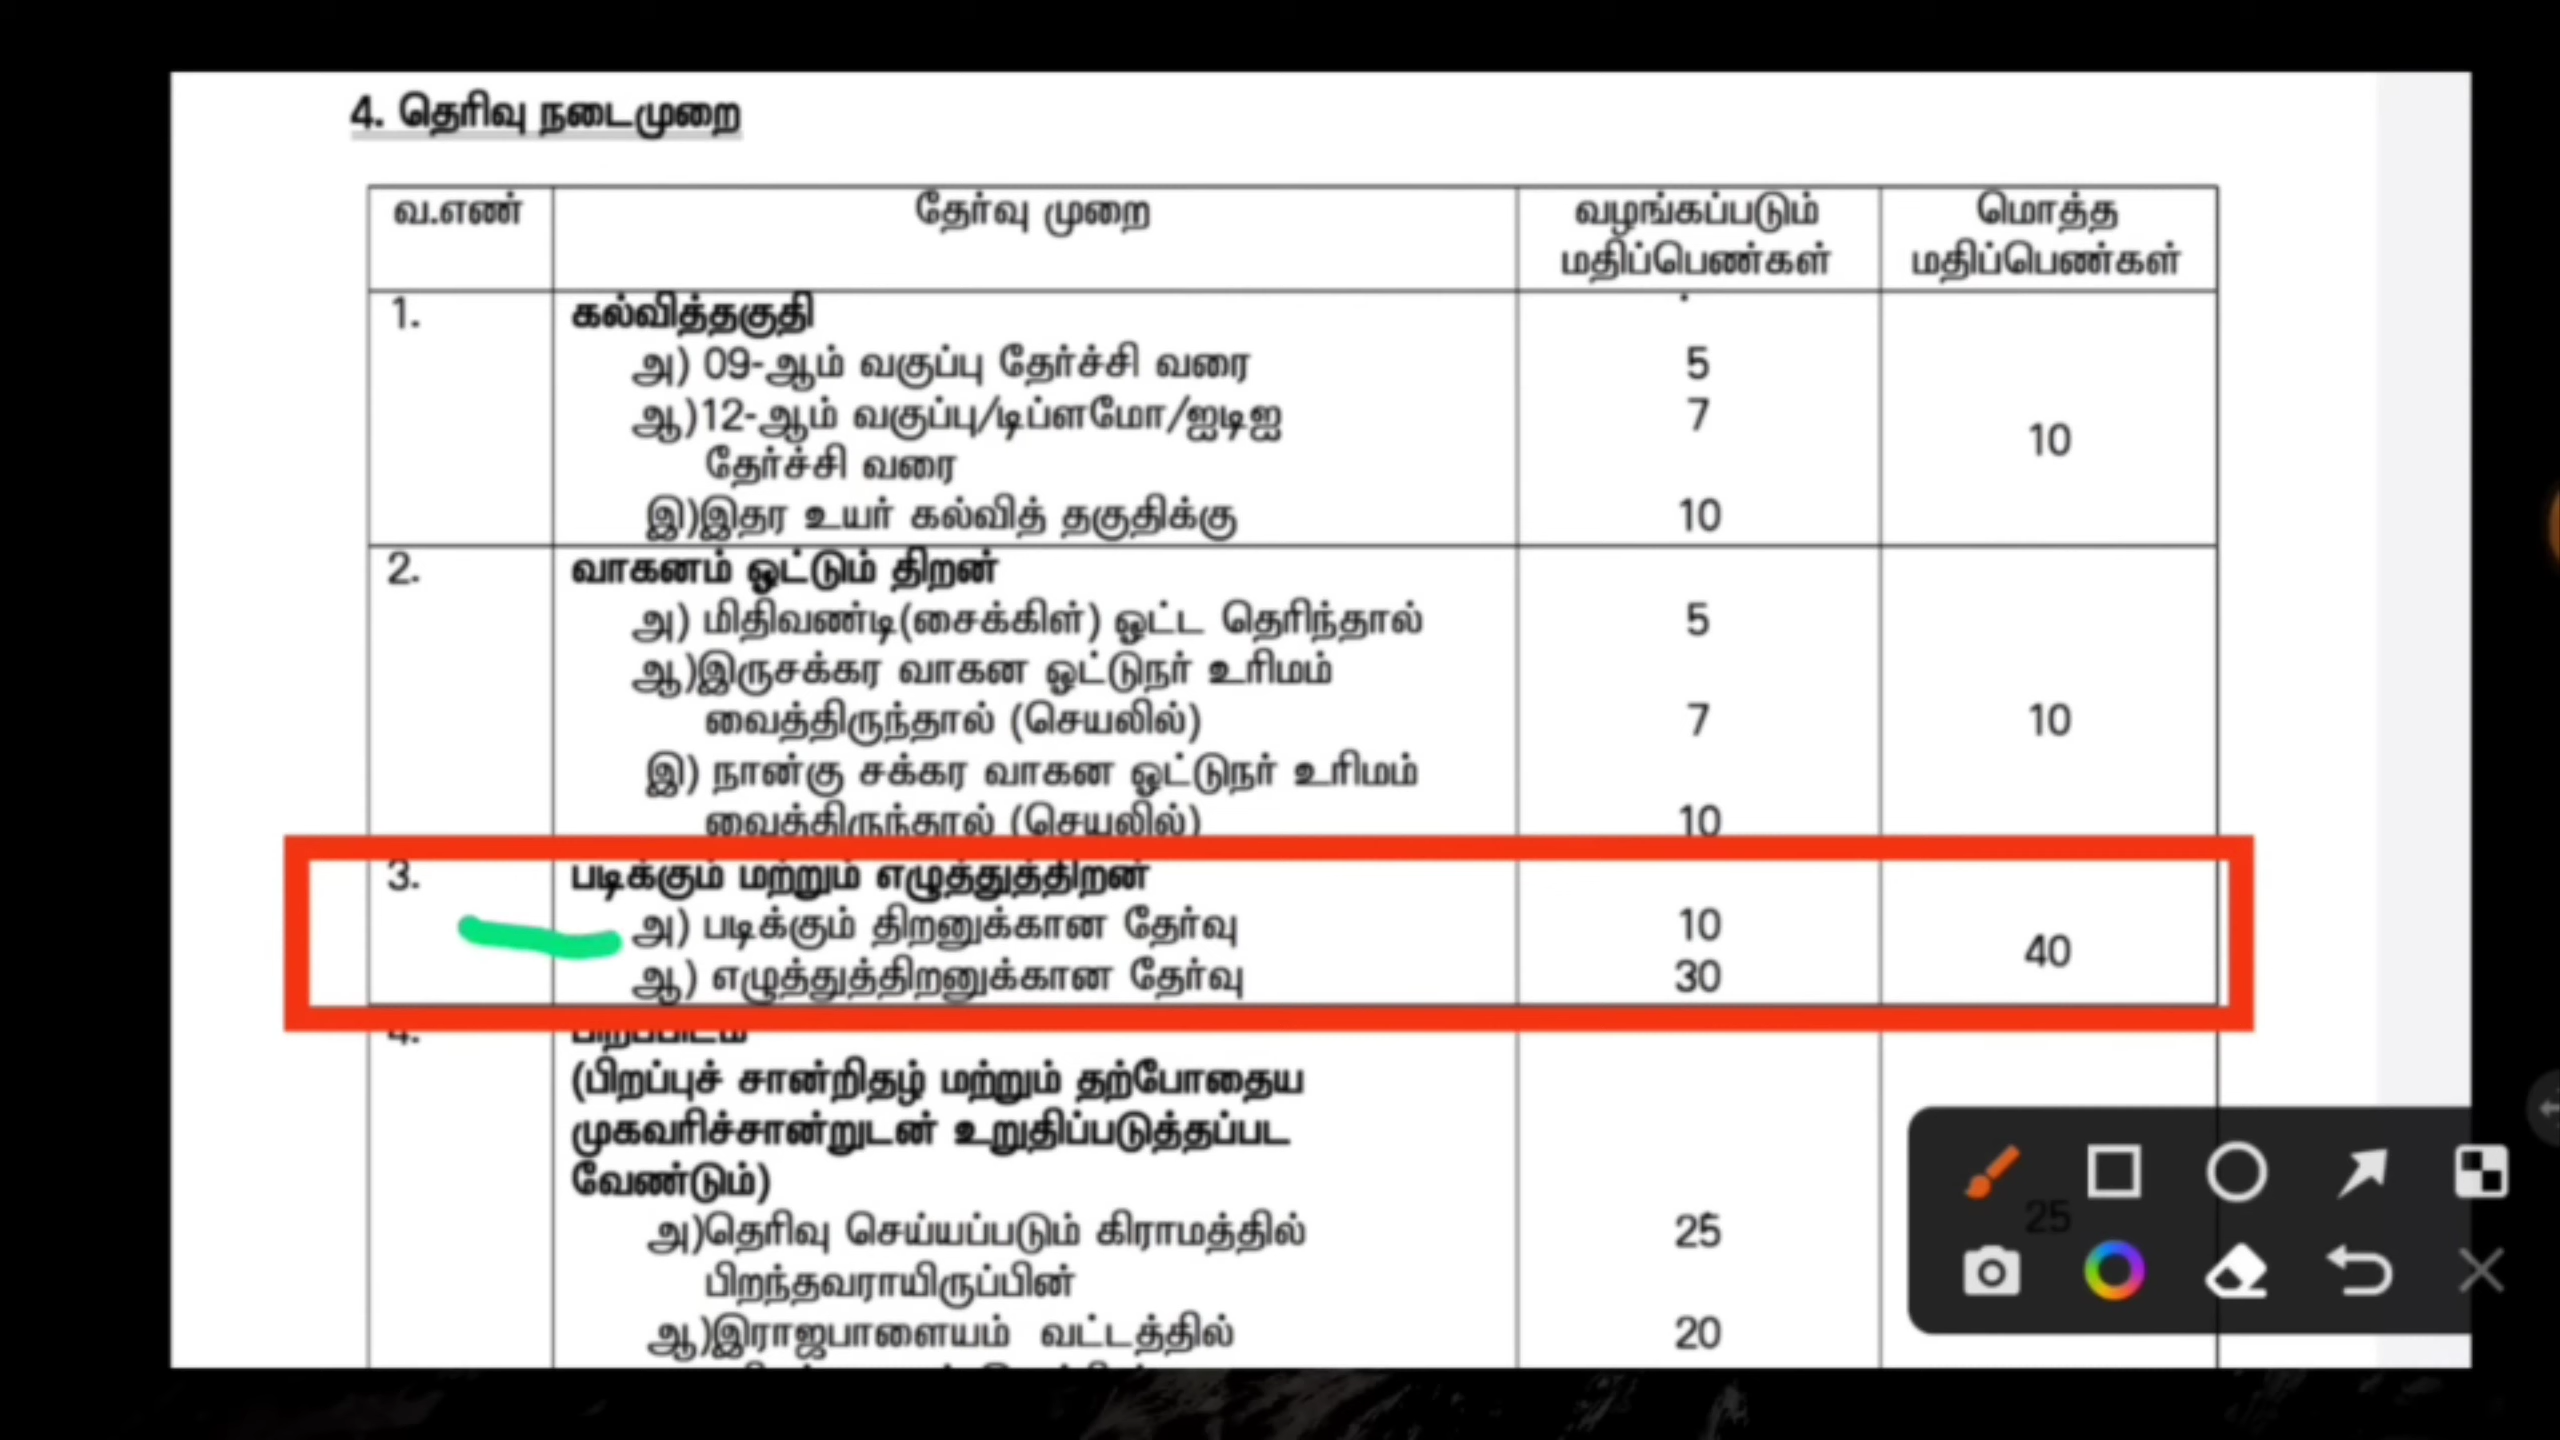 4. தெரிவு நடைமுறை
வ.எண் தேர்வு முறை வழங்கப்படும் மதிப்பெண்கள் மொத்த மதிப்பெண்கள்
1. கல்வித்தகுதி
அ) 09-ஆம் வகுப்பு தேர்ச்சி வரை 5
ஆ)12-ஆம் வகுப்பு/டிப்ளமோ/ஐடிஐ 7
தேர்ச்சி வரை 10
இ)இதர உயர் கல்வித் தகுதிக்கு 10
2. வாகனம் ஓட்டும் திறன்
அ) மிதிவண்டி(சைக்கிள்) ஓட்ட தெரிந்தால் 5
ஆ)இருசக்கர வாகன ஓட்டுநர் உரிமம்
வைத்திருந்தால் (செயலில்) 7 10
இ) நான்கு சக்கர வாகன ஓட்டுநர் உரிமம்
வைத்திருந்தால் (செயலில்) 10
3. படிக்கும் மற்றும் எழுத்துத்திறன்
அ) படிக்கும் திறனுக்கான தேர்வு 10
ஆ) எழுத்துத்திறனுக்கான தேர்வு 30 40
4. பிறப்பிடம்
(பிறப்புச் சான்றிதழ் மற்றும் தற்போதைய
முகவரிச்சான்றுடன் உறுதிப்படுத்தப்பட
வேண்டும்)
அ)தெரிவு செய்யப்படும் கிராமத்தில் 25 25
பிறந்தவராயிருப்பின்
ஆ)இராஜபாளையம் வட்டத்தில் 20